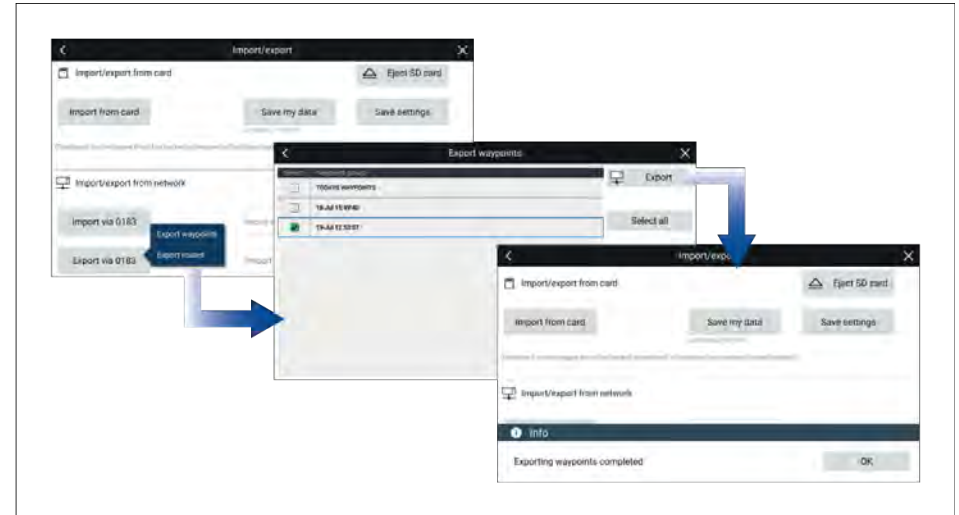 Import/export
Import/export from card
Eject SD card
Import from card
Save my data
Save settings
Import/export from network
Import via 0183
Export via 0183
Export waypoints
Export routes
Export waypoints
Export
Select all
Import/expo
Import/export from card
Eject SD card
Import from card
Save my data
Save settings
Import/export from network
Info
Exporting waypoints completed
OK